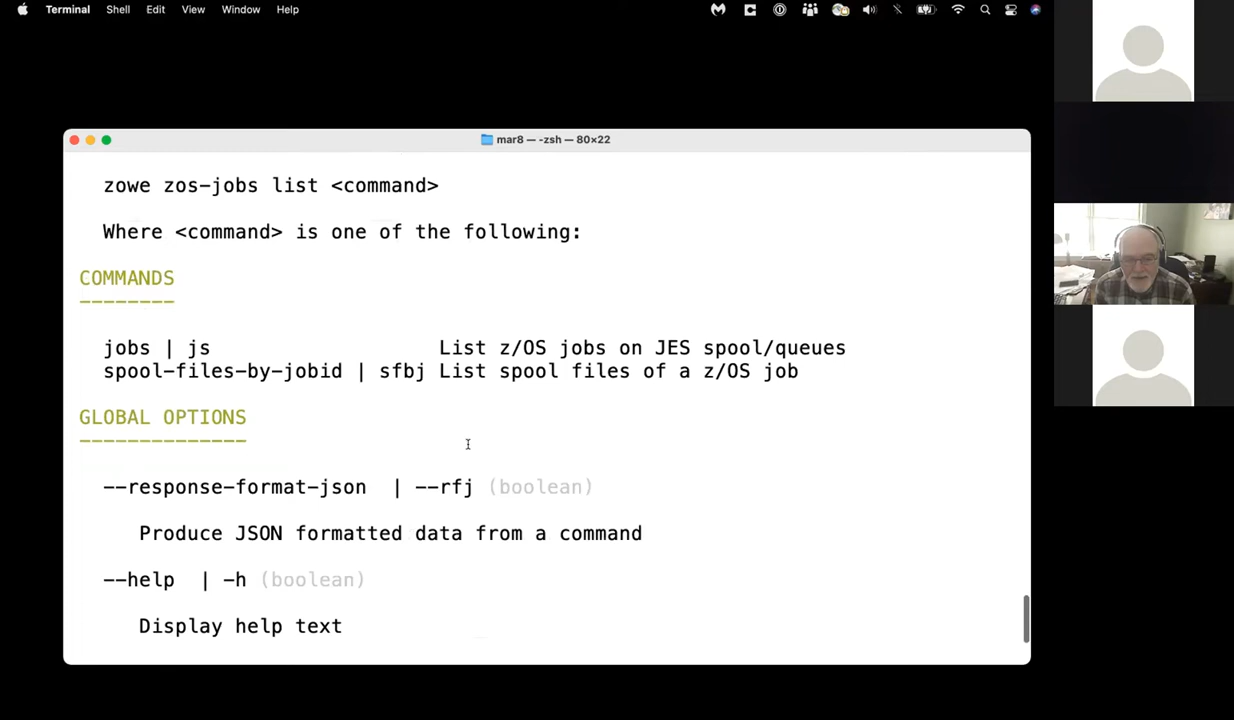 Terminal Shell Edit View Window Help
mar8 — -zsh — 80×22
zowe zos-jobs list <command>
Where <command> is one of the following:
COMMANDS
--------
jobs | js List z/OS jobs on JES spool/queues
spool-files-by-jobid | sfbj List spool files of a z/OS job
GLOBAL OPTIONS
--------------
--response-format-json | --rfj (boolean)
Produce JSON formatted data from a command
--help | -h (boolean)
Display help text